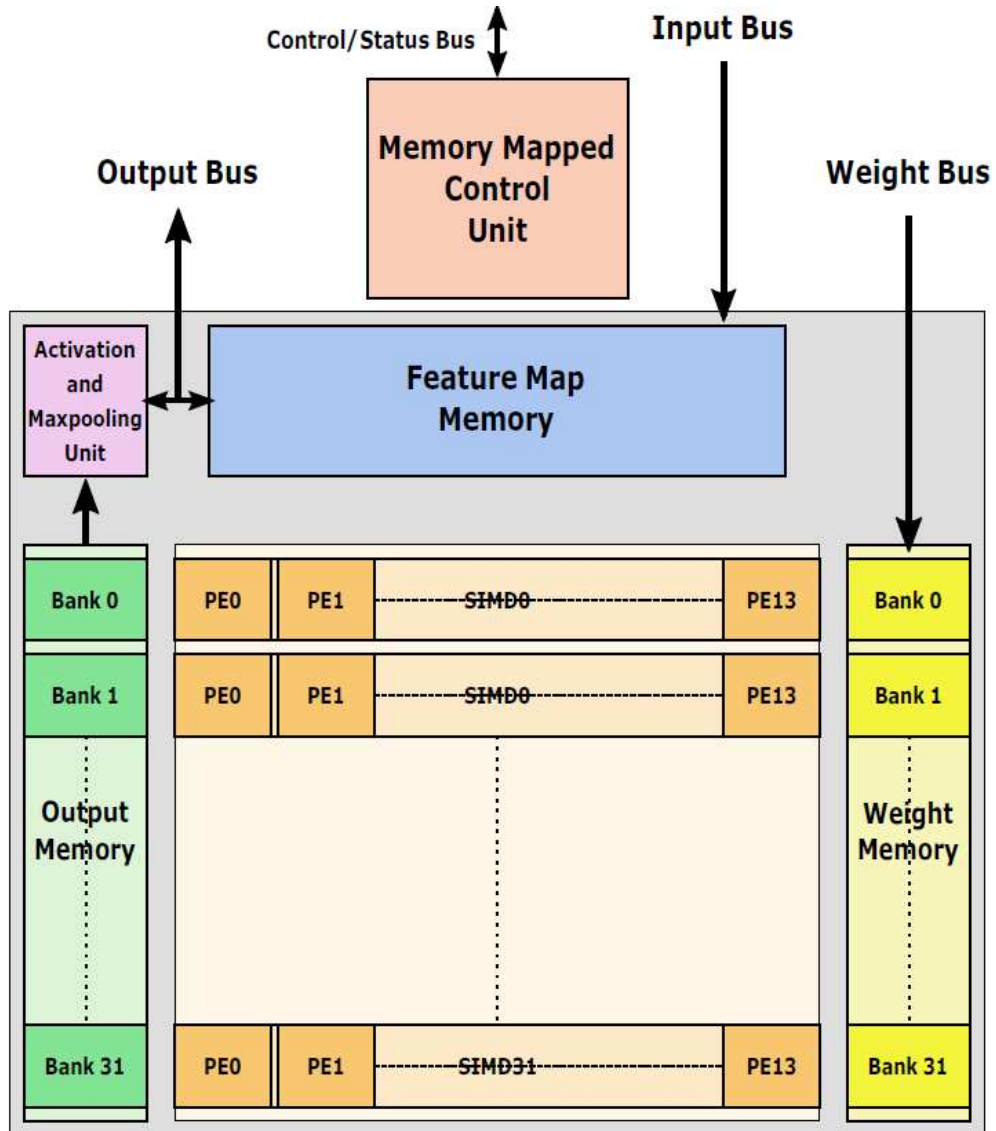 Control/Status Bus
Input Bus
Memory Mapped
Control
Unit
Output Bus
Weight Bus
Activation
and
Maxpooling
Unit
Feature Map
Memory
Bank 0
PE0
PE1
SIMD0
PE13
Bank 0
Bank 1
PE0
PE1
SIMD0
PE13
Bank 1
Output
Memory
Weight
Memory
Bank 31
PE0
PE1
SIMD31
PE13
Bank 31